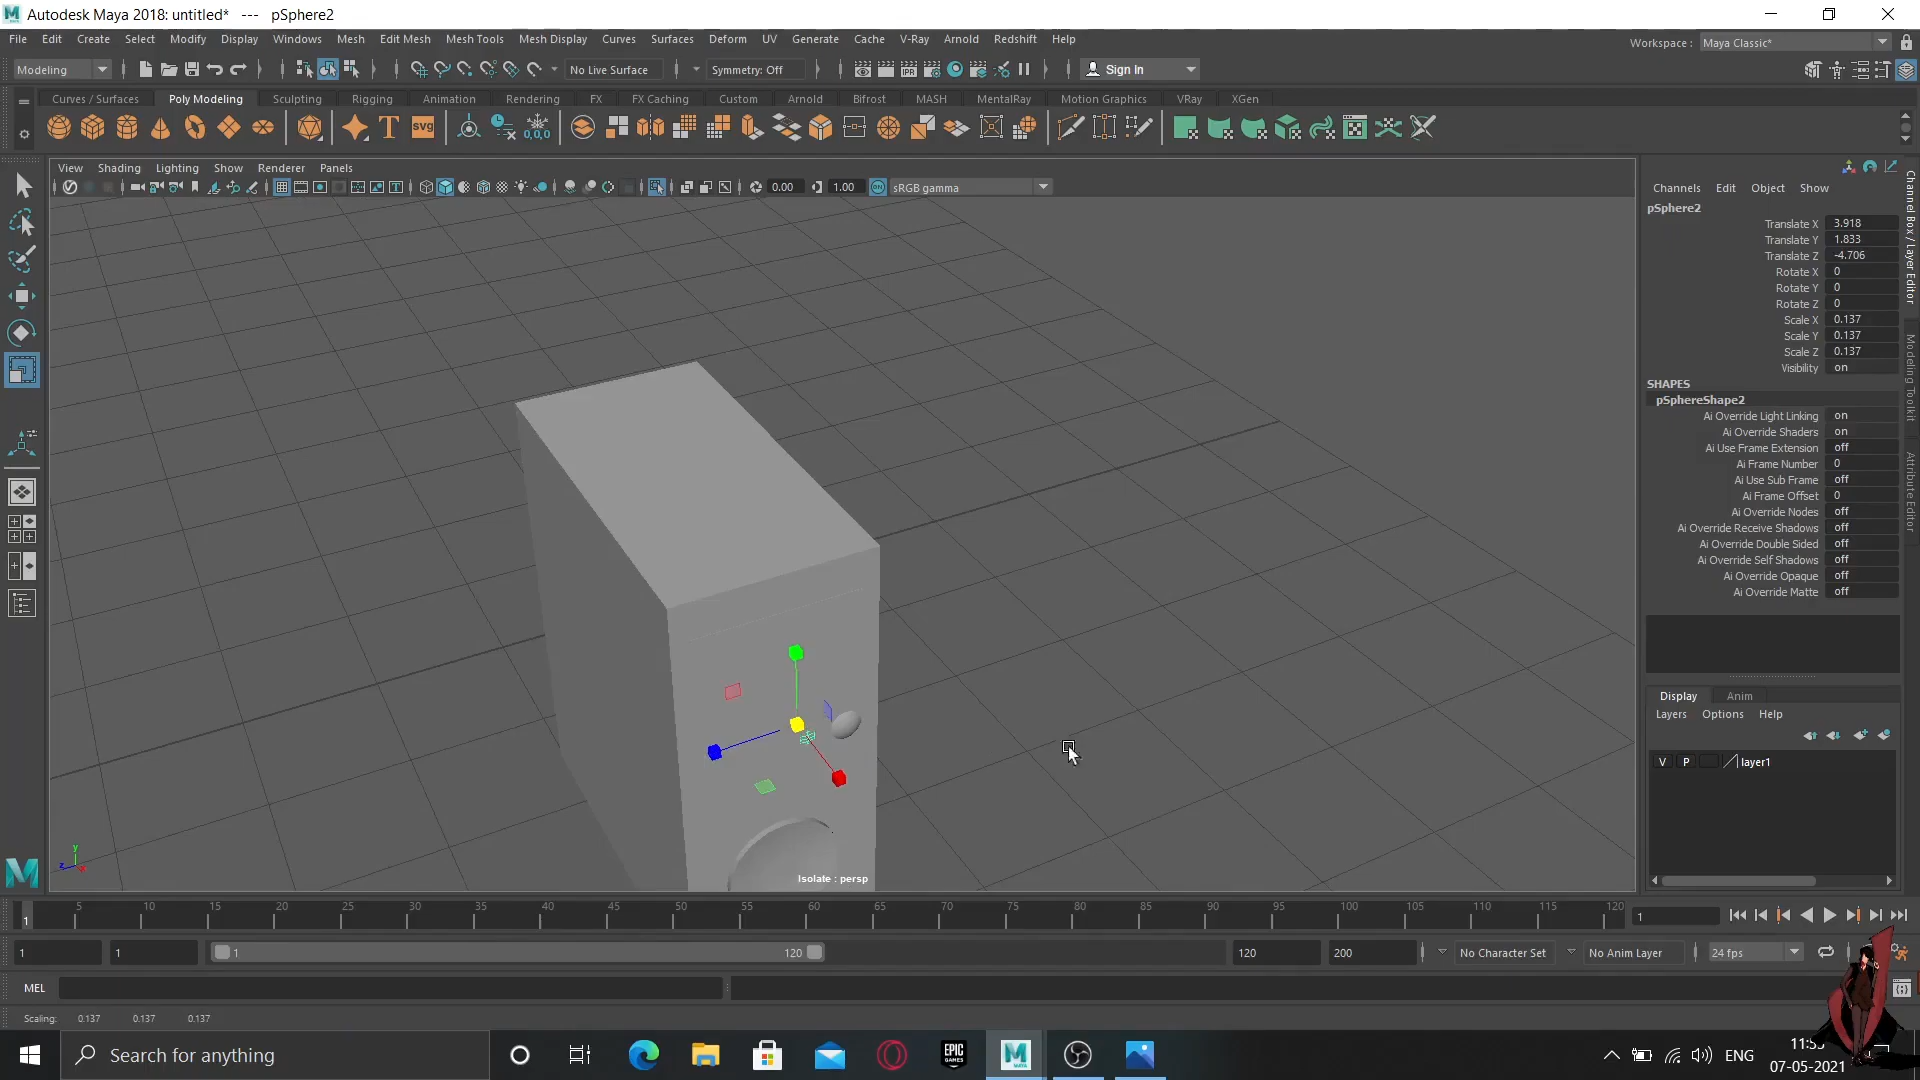 Autodesk Maya 2018: untitled* --- pSphere2
File Edit Create Select Modify Display Windows Mesh Edit Mesh Mesh Tools Mesh Display Curves Surfaces Deform UV Generate Cache V-Ray Arnold Redshift Help
Workspace : Maya Classic*
Modeling No Live Surface Symmetry: Off Sign In
Curves / Surfaces Poly Modeling Sculpting Rigging Animation Rendering FX FX Caching Custom Arnold Bifrost MASH MentalRay Motion Graphics VRay XGen
View Shading Lighting Show Renderer Panels
0.00 1.00 sRGB gamma
Channels Edit Object Show
pSphere2
Translate X 3.918
Translate Y 1.833
Translate Z -4.706
Rotate X 0
Rotate Y 0
Rotate Z 0
Scale X 0.137
Scale Y 0.137
Scale Z 0.137
Visibility on
SHAPES
pSphereShape2
Ai Override Light Linking on
Ai Override Shaders on
Ai Use Frame Extension off
Ai Frame Number 0
Ai Use Sub Frame off
Ai Frame Offset 0
Ai Override Nodes off
Ai Override Receive Shadows off
Ai Override Double Sided off
Ai Override Self Shadows off
Ai Override Opaque off
Ai Override Matte off
Channel Box / Layer Editor
Modeling Toolkit
Attribute Editor
Display Anim
Layers Options Help
V P layer1
Isolate : persp
1 5 10 15 20 25 30 35 40 45 50 55 60 65 70 75 80 85 90 95 100 105 110 115 120 1
1 1 1 120 120 200 No Character Set No Anim Layer 24 fps
MEL
Scaling: 0.137 0.137 0.137
Search for anything
EPIC GAMES
ENG
07-05-2021